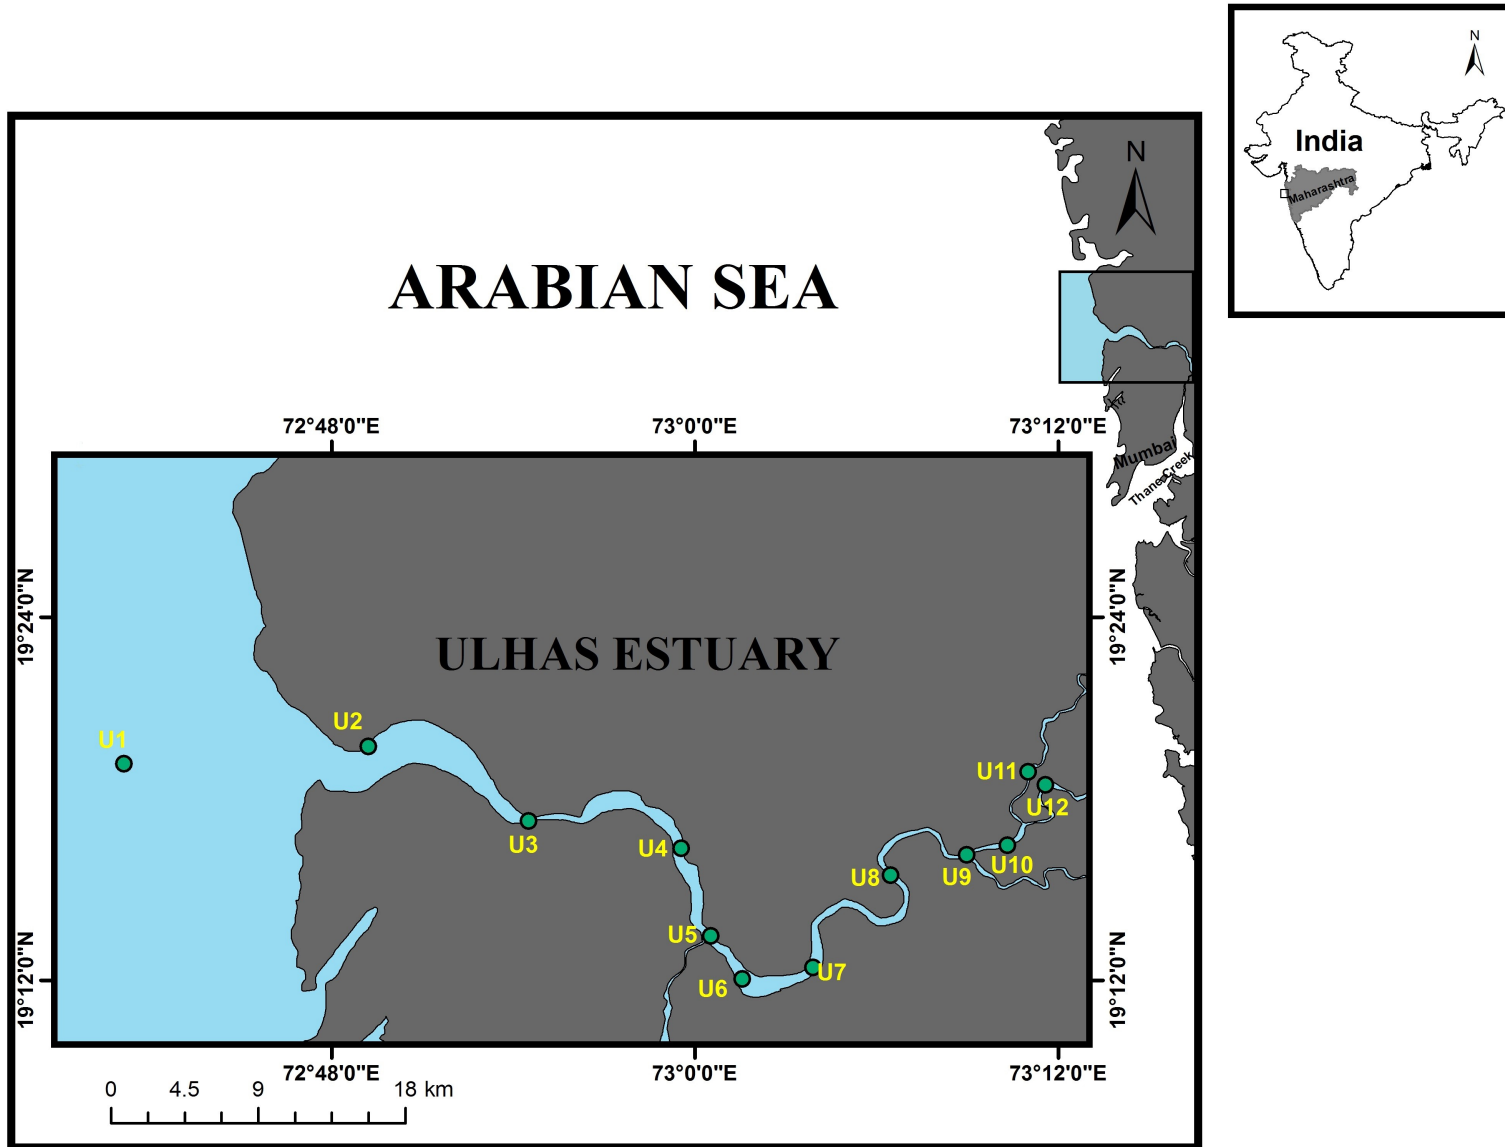 N
India
Maharashtra
N
ARABIAN SEA
Mumbai
Thane Creek
72°48'0"E
73°0'0"E
73°12'0"E
19°24'0"N
19°24'0"N
ULHAS ESTUARY
U1
U2
U3
U4
U5
U6
U7
U8
U9
U10
U11
U12
19°12'0"N
19°12'0"N
72°48'0"E
73°0'0"E
73°12'0"E
0 4.5 9 18 km